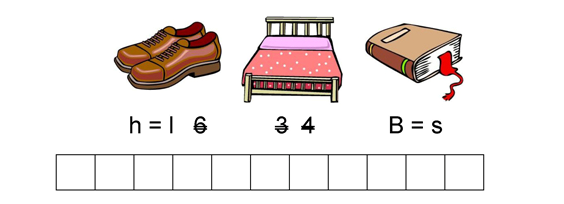 h = l 6 3 4 B = s